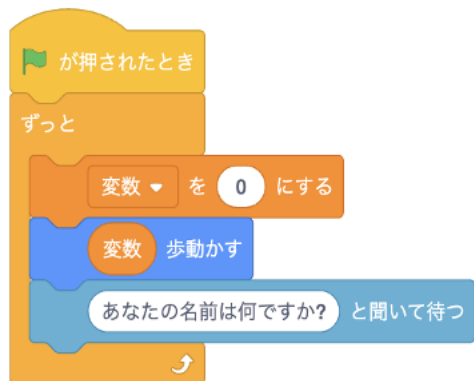 が押されたとき
ずっと
変数 を 0 にする
変数 歩動かす
あなたの名前は何ですか? と聞いて待つ